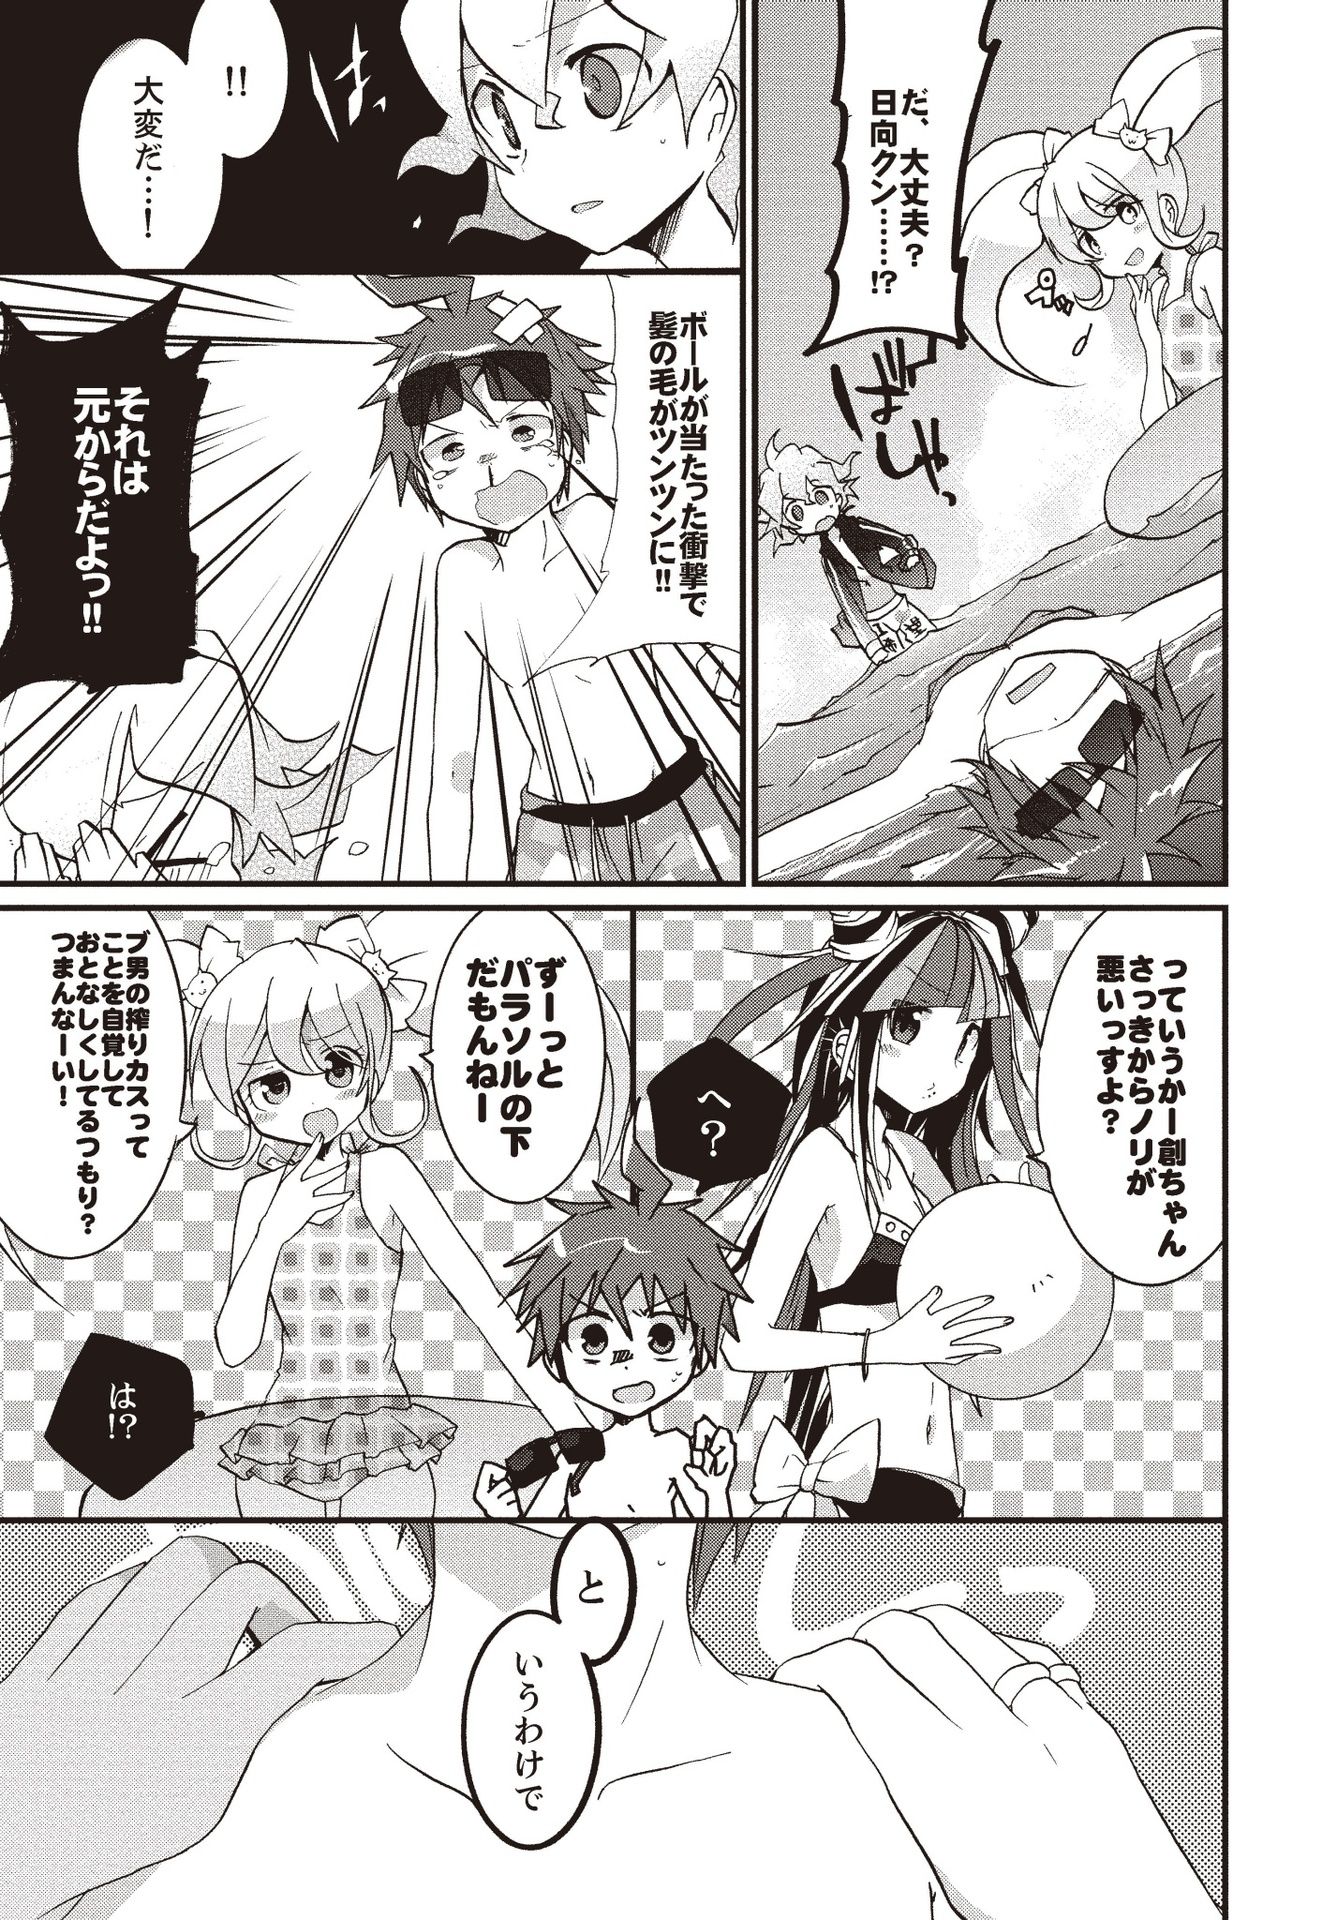 だ、大丈夫？
日向クン……!?
ぺぺ
ばしゃ
!!
は…
大変だ……！
ボールが当たった衝撃で
髪の毛がツンツンに!!
それは
元からだよっ!!
っていうかー創ちゃん
さっきからノリが
悪いっすよ？
へ？
ずーっと
パラソルの下
だもんねー
ブ男の搾りカスって
ことを自覚して
おとなしくしてるつもり？
つまんなーい！
は!?
と
いうわけで